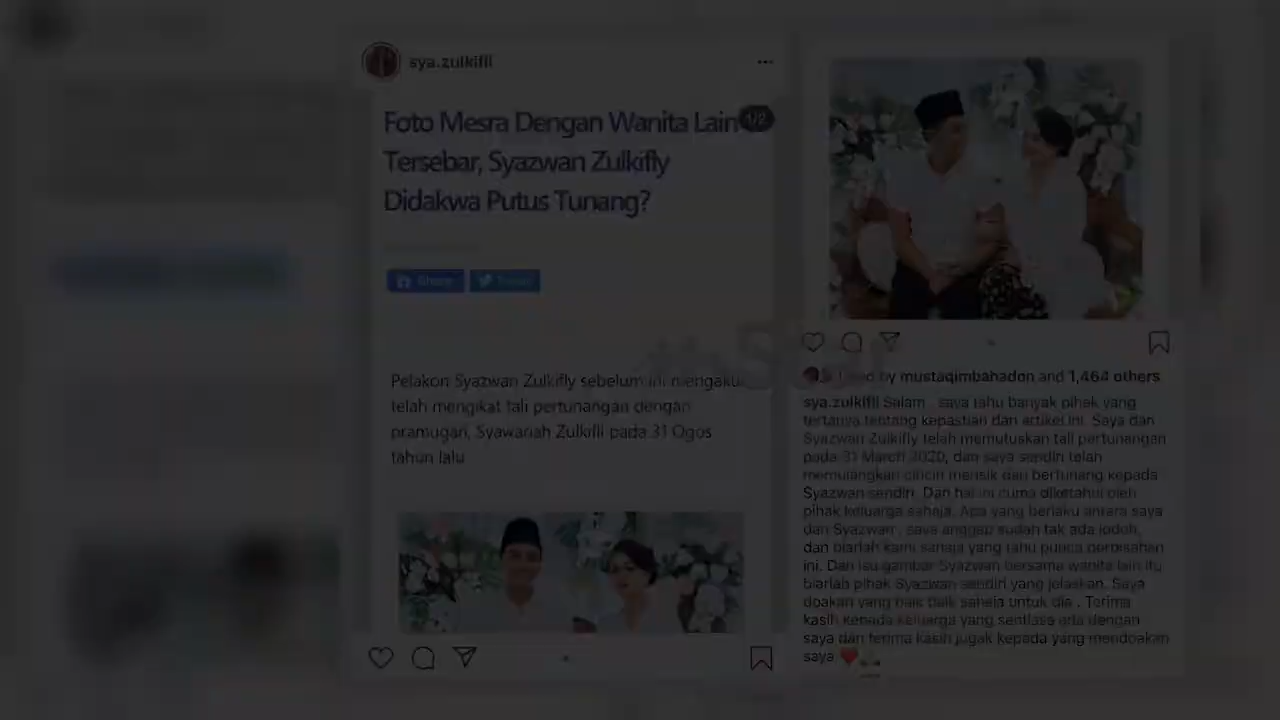 sya.zulkifli
Foto Mesra Dengan Wanita Lain
1/2
Tersebar, Syazwan Zulkifly
Didakwa Putus Tunang?
Share
Tweet
Pelakon Syazwan Zulkifly sebelum ini mengaku
telah mengikat tali pertunangan dengan
pramugari, Syawanah Zulkifli pada 31 Ogos
tahun lalu
Liked by mustaqimbahadon and 1,464 others
sya.zulkifli Salam , saya tahu banyak pihak yang
tertanya tentang kepastian dari artikel ini. Saya dan
Syazwan Zulkifly telah memutuskan tali pertunangan
pada 31 March 2020, dan saya sendiri telah
memulangkan cincin merisik dan bertunang kepada
Syazwan sendiri. Dan hal ini cuma diketahui oleh
pihak keluarga sahaja. Apa yang berlaku antara saya
dan Syazwan , saya anggap sudah tak ada jodoh,
dan biarlah kami sahaja yang tahu punca perpisahan
ini. Dan isu gambar Syazwan bersama wanita lain itu
biarlah pihak Syazwan sendiri yang jelaskan. Saya
doakan yang baik baik sahaja untuk dia . Terima
kasih kepada keluarga yang sentiasa ada dengan
saya dan terima kasih jugak kepada yang mendoakan
saya ❤️